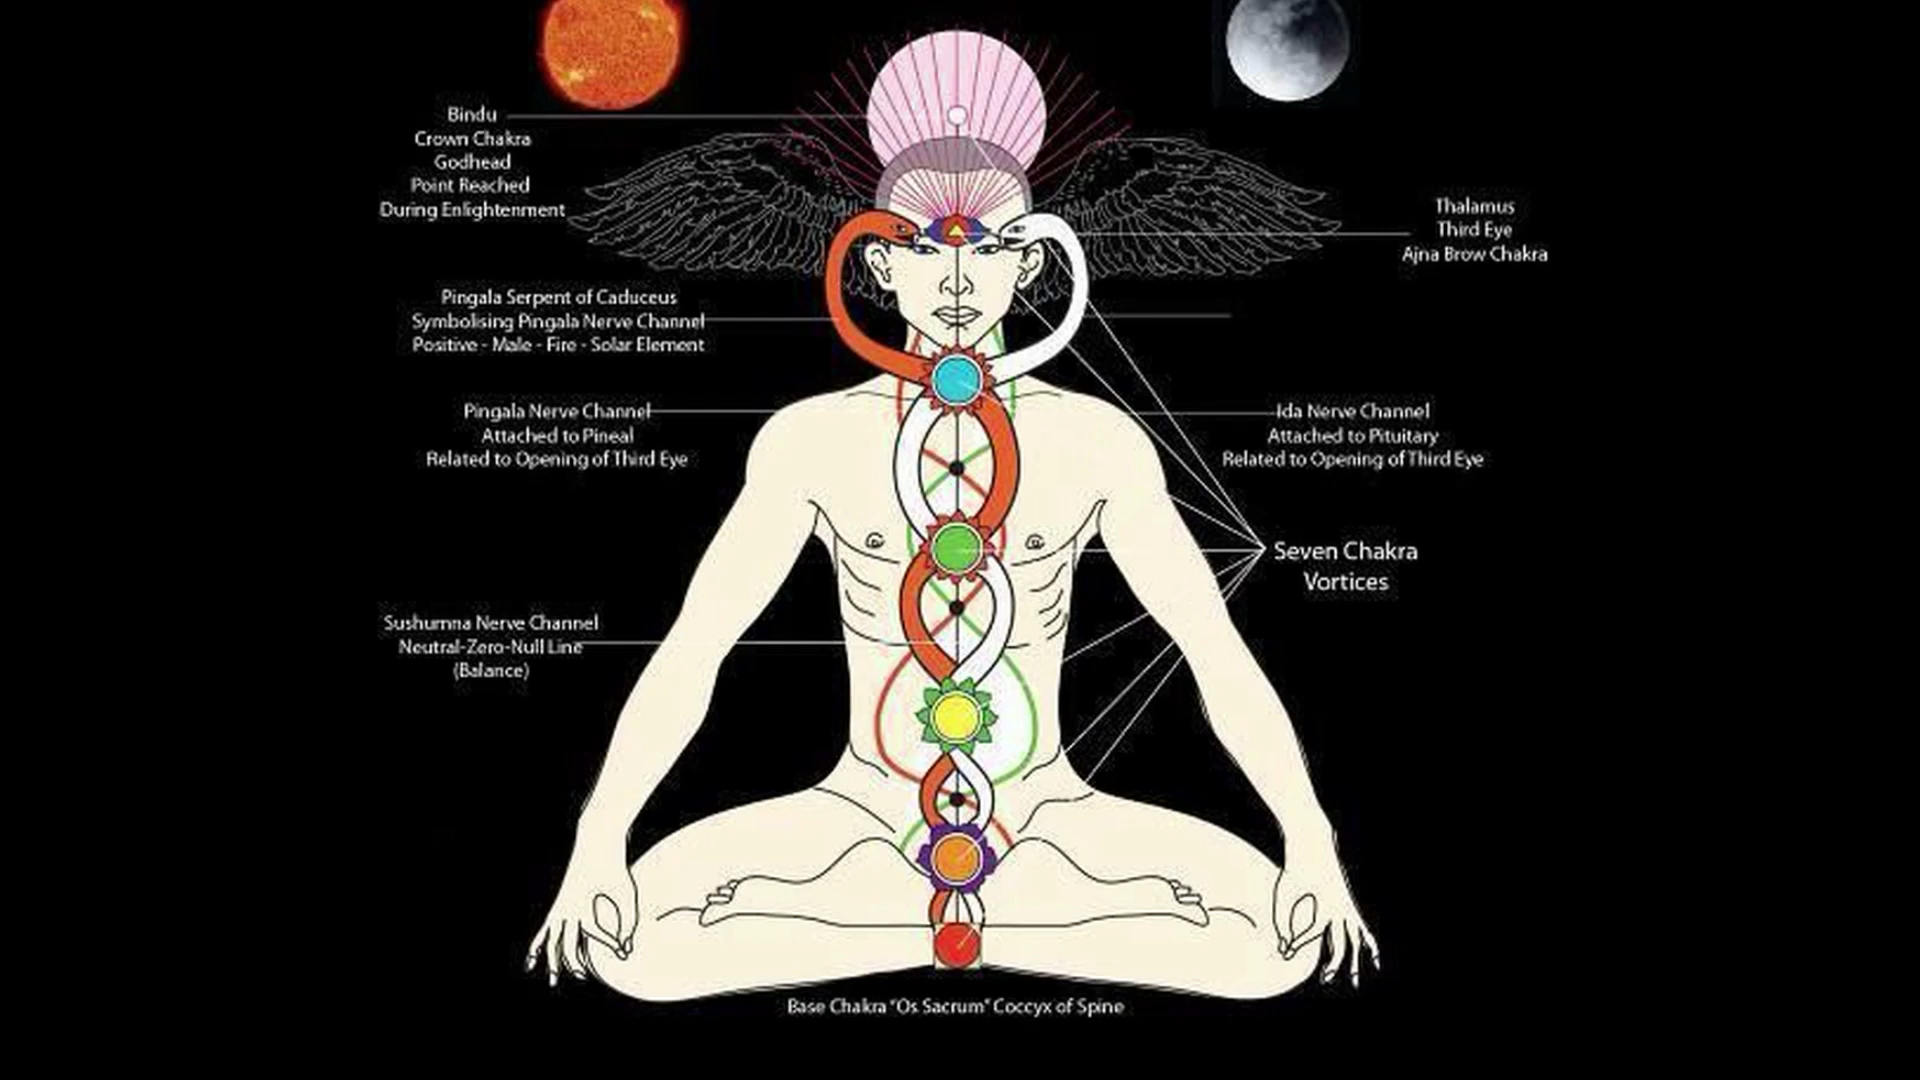 Bindu
Crown Chakra
Godhead
Point Reached
During Enlightenment
Thalamus
Third Eye
Ajna Brow Chakra
Pingala Serpent of Caduceus
Symbolising Pingala Nerve Channel
Positive - Male - Fire - Solar Element
Pingala Nerve Channel
Attached to Pineal
Related to Opening of Third Eye
Ida Nerve Channel
Attached to Pituitary
Related to Opening of Third Eye
Seven Chakra
Vortices
Sushumna Nerve Channel
Neutral-Zero-Null Line
(Balance)
Base Chakra "Os Sacrum" Coccyx of Spine